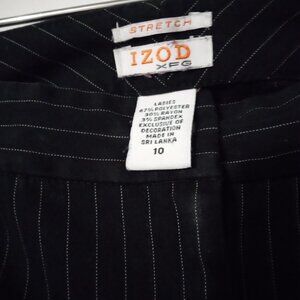 STRETCH
IZOD
XFG
LADIES
67% POLYESTER
30% RAYON
3% SPANDEX
EXCLUSIVE OF
DECORATION
MADE IN
SRI LANKA
10